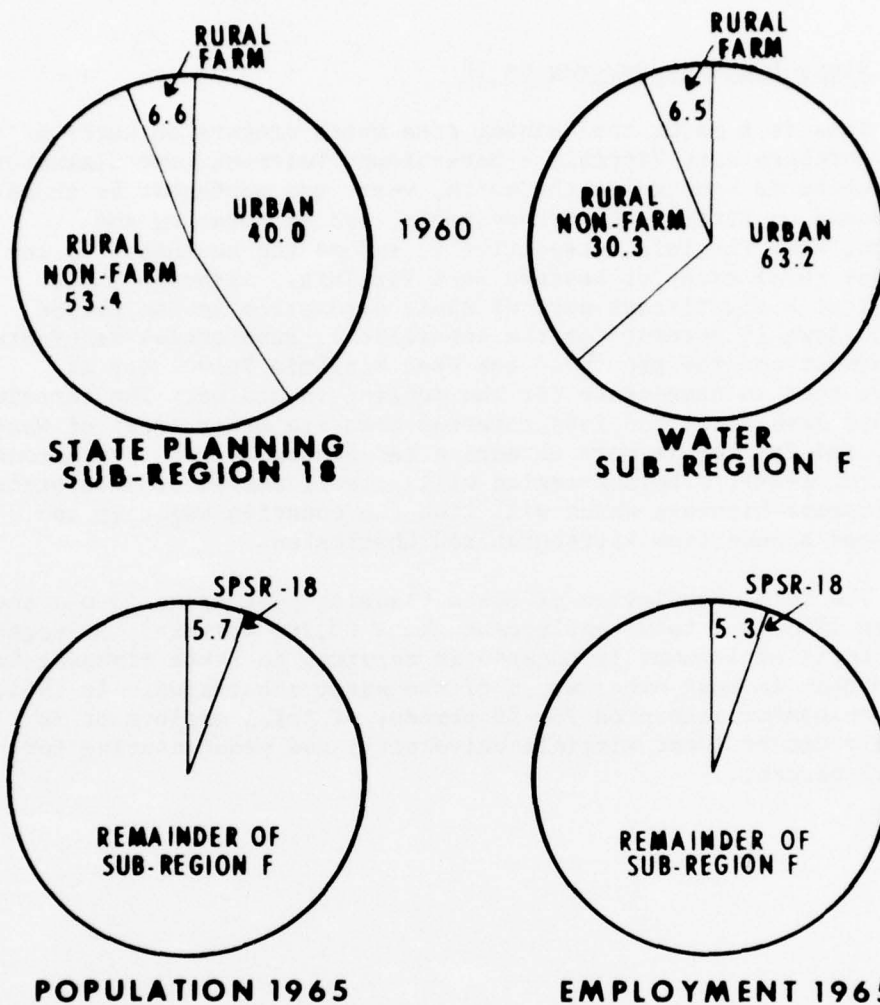 RURAL
FARM
6.6
URBAN
40.0
RURAL
NON-FARM
53.4
STATE PLANNING
SUB-REGION 18
1960
RURAL
FARM
6.5
RURAL
NON-FARM
30.3
URBAN
63.2
WATER
SUB-REGION F
SPSR-18
5.7
REMAINDER OF
SUB-REGION F
POPULATION 1965
SPSR-18
5.3
REMAINDER OF
SUB-REGION F
EMPLOYMENT 1965